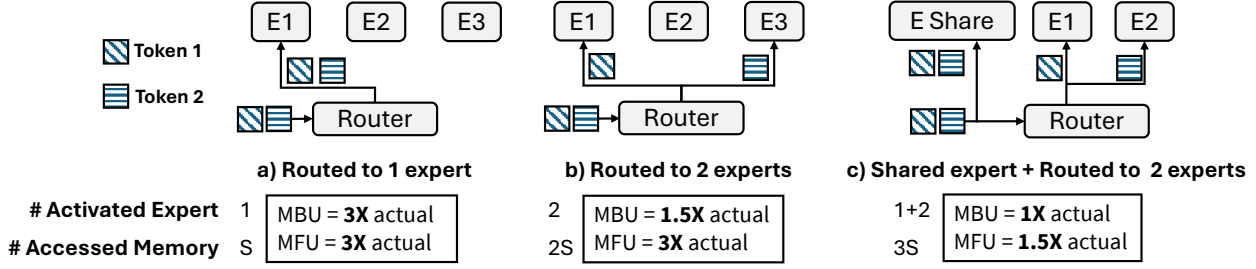 E1 E2 E3
Token 1
Token 2
Router
a) Routed to 1 expert
E1 E2 E3
Router
b) Routed to 2 experts
E Share E1 E2
Router
c) Shared expert + Routed to 2 experts
# Activated Expert 1
# Accessed Memory S
MBU = 3X actual
MFU = 3X actual
2
2S
MBU = 1.5X actual
MFU = 3X actual
1+2
3S
MBU = 1X actual
MFU = 1.5X actual